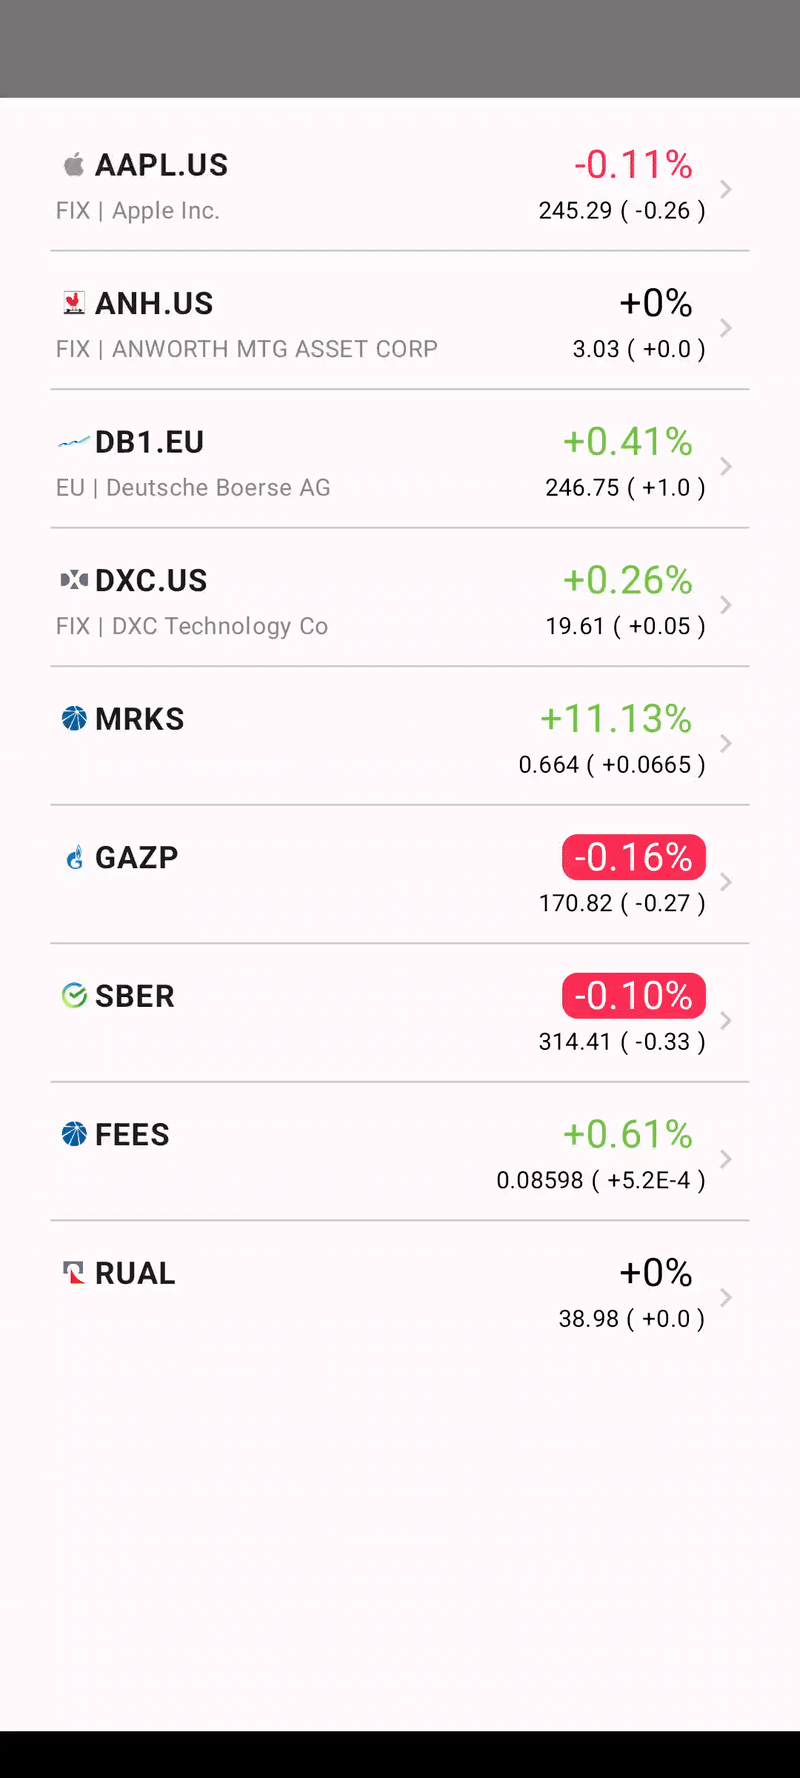 AAPL.US -0.11%
FIX | Apple Inc. 245.29 ( -0.26 )
ANH.US +0%
FIX | ANWORTH MTG ASSET CORP 3.03 ( +0.0 )
DB1.EU +0.41%
EU | Deutsche Boerse AG 246.75 ( +1.0 )
DXC.US +0.26%
FIX | DXC Technology Co 19.61 ( +0.05 )
MRKS +11.13%
0.664 ( +0.0665 )
GAZP -0.16%
170.82 ( -0.27 )
SBER -0.10%
314.41 ( -0.33 )
FEES +0.61%
0.08598 ( +5.2E-4 )
RUAL +0%
38.98 ( +0.0 )